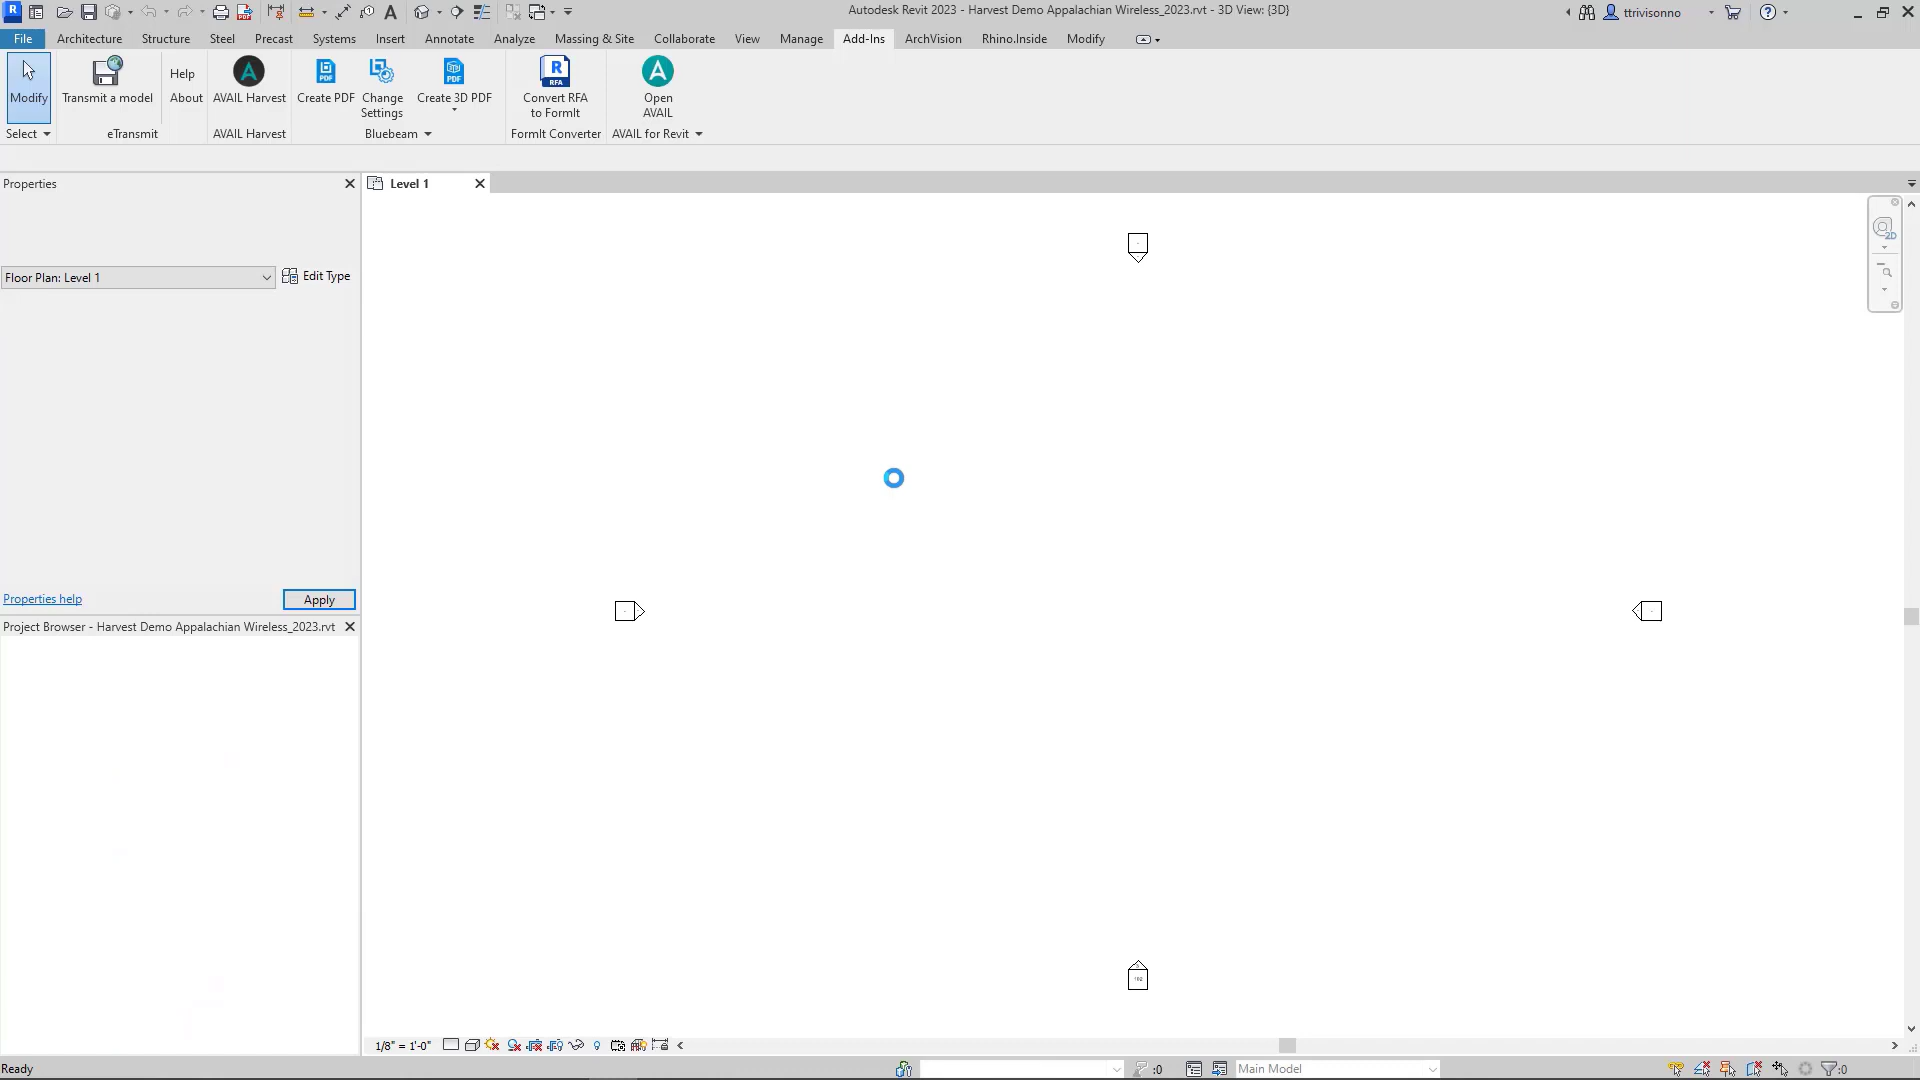 Autodesk Revit 2023 - Harvest Demo Appalachian Wireless_2023.rvt - 3D View: {3D}
ttrivisonno
File Architecture Structure Steel Precast Systems Insert Annotate Analyze Massing & Site Collaborate View Manage Add-Ins ArchVision Rhino.Inside Modify
Modify
Select
Transmit a model
Help
About
eTransmit
AVAIL Harvest
AVAIL Harvest
Create PDF
Change Settings
Create 3D PDF
Bluebeam
Convert RFA
to FormIt
FormIt Converter
Open
AVAIL
AVAIL for Revit
Properties
Level 1
Floor Plan: Level 1
Edit Type
Properties help
Apply
Project Browser - Harvest Demo Appalachian Wireless_2023.rvt
1/8" = 1'-0"
Ready
:0
Main Model
:0